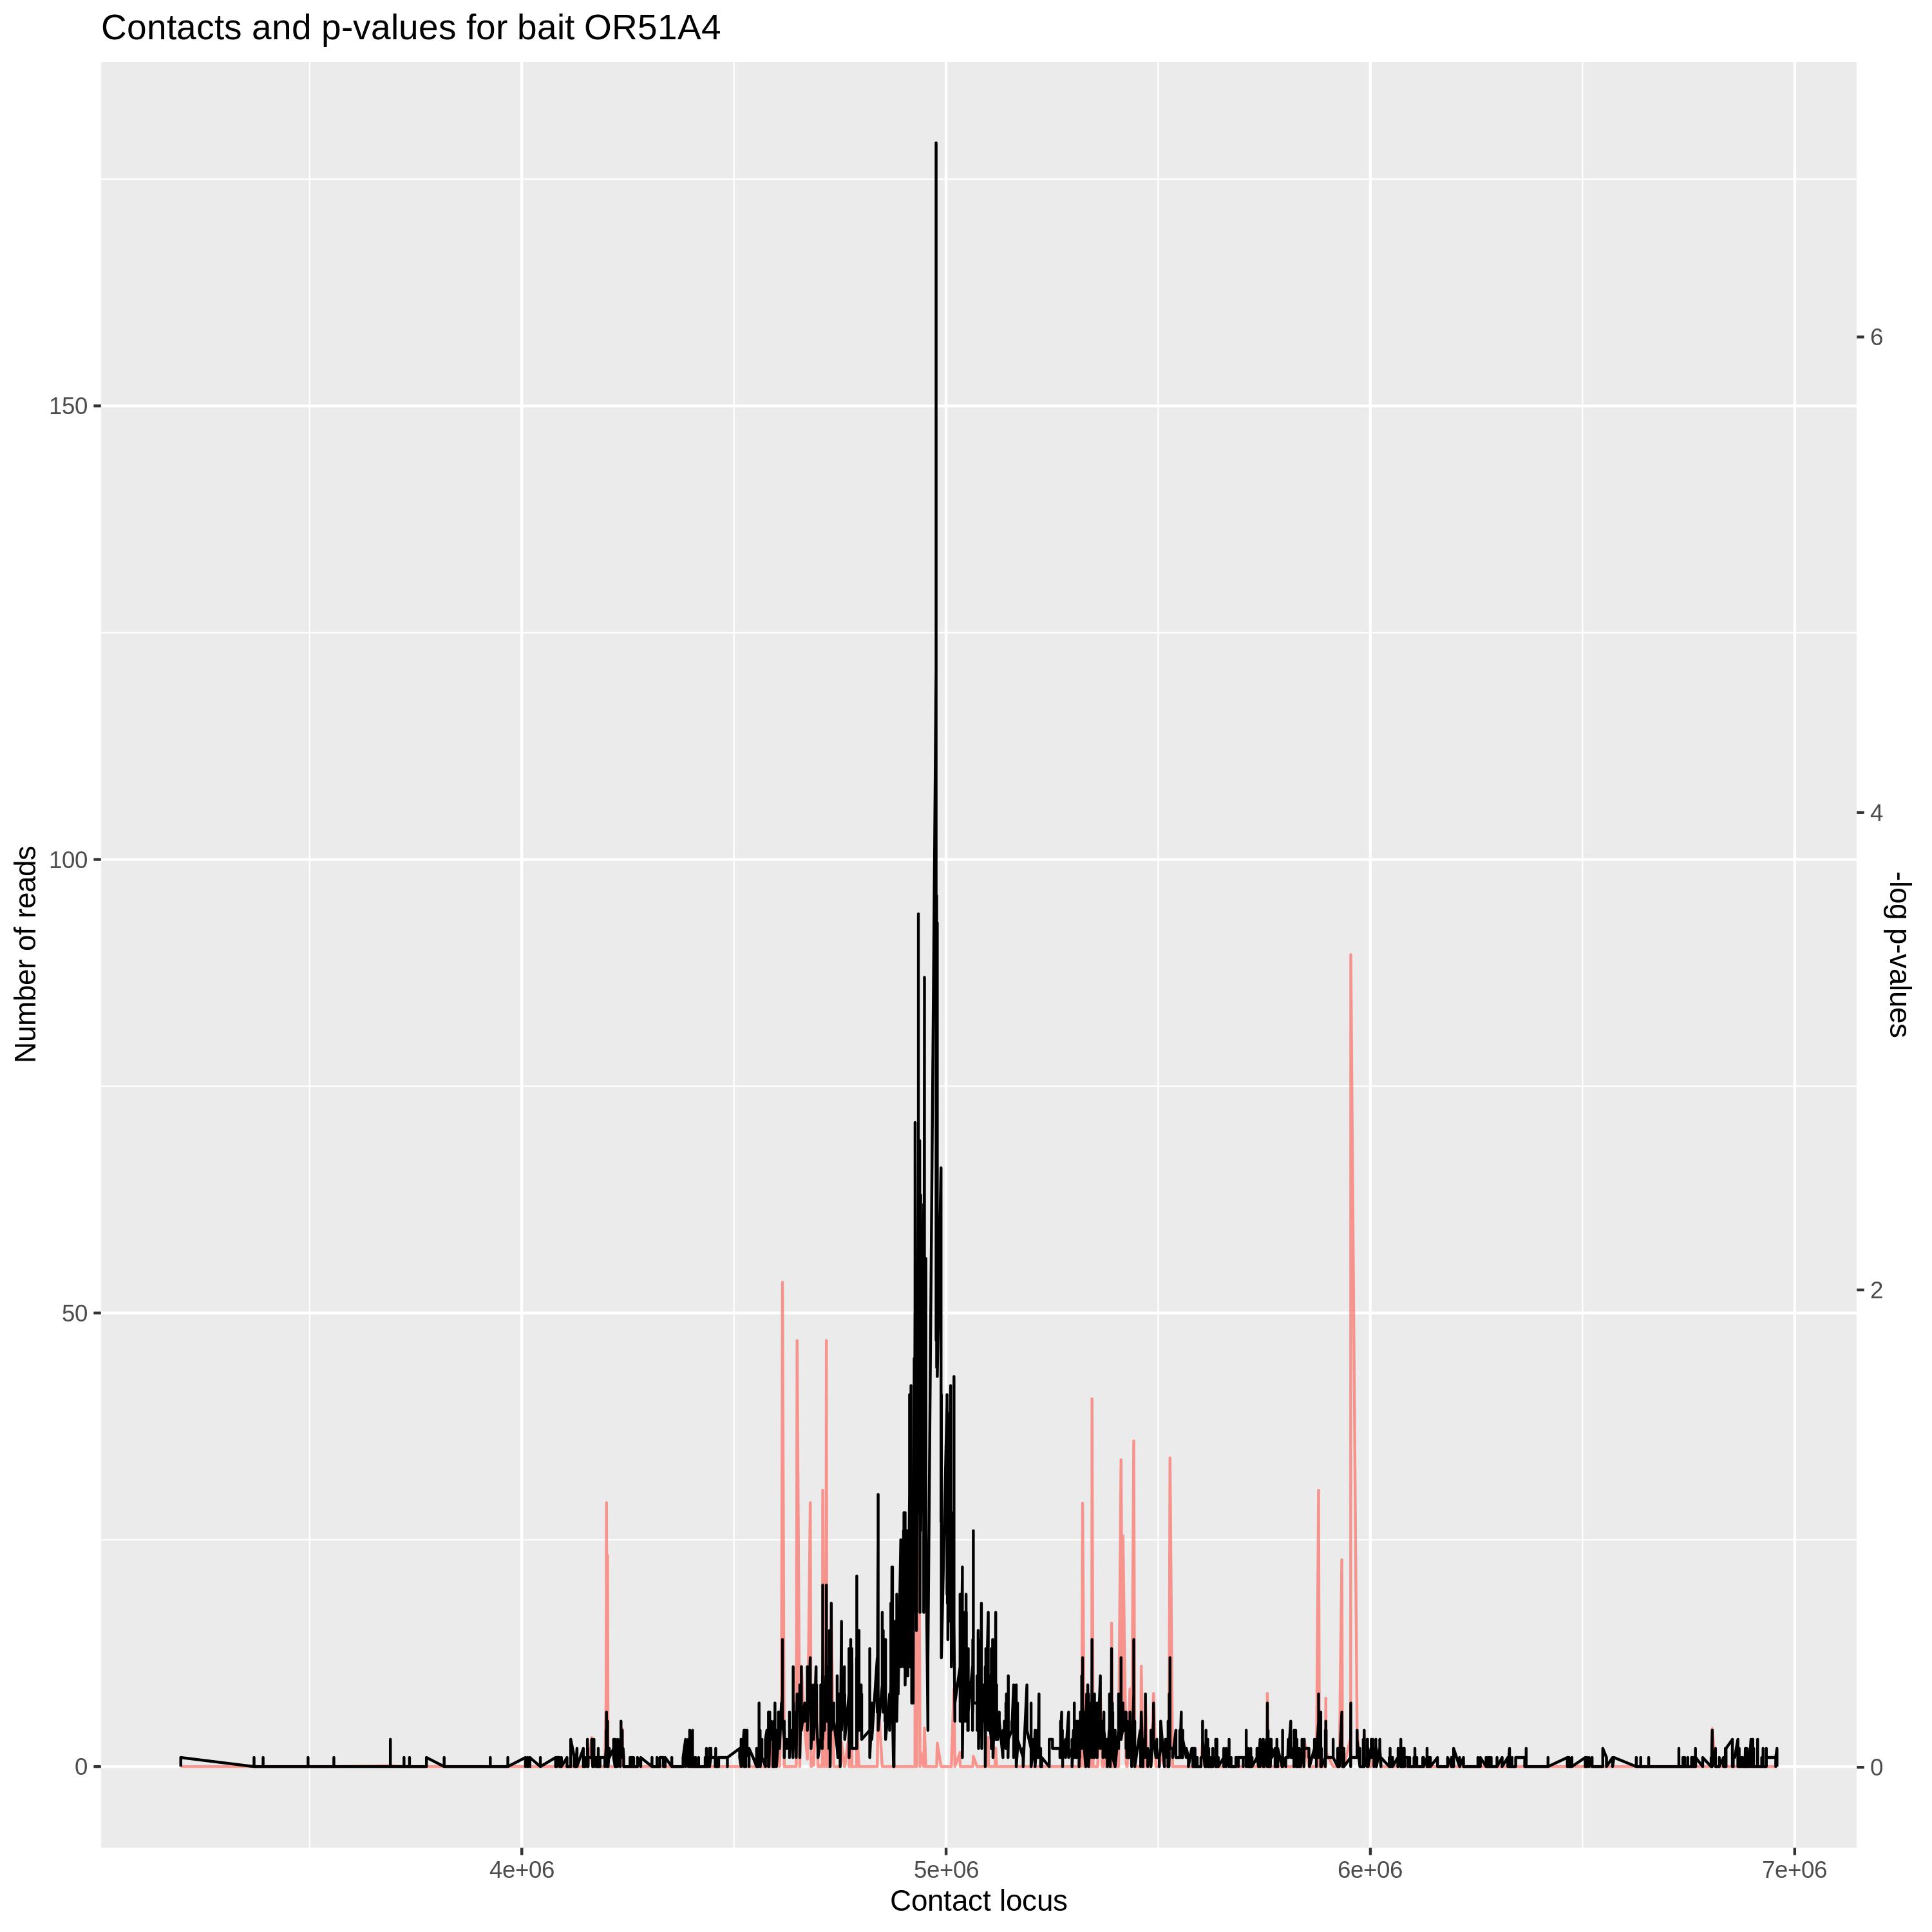 Contacts and p-values for bait OR51A4
Number of reads
150
100
50
0
6
4
2
0
-log p-values
4e+06
5e+06
6e+06
7e+06
Contact locus